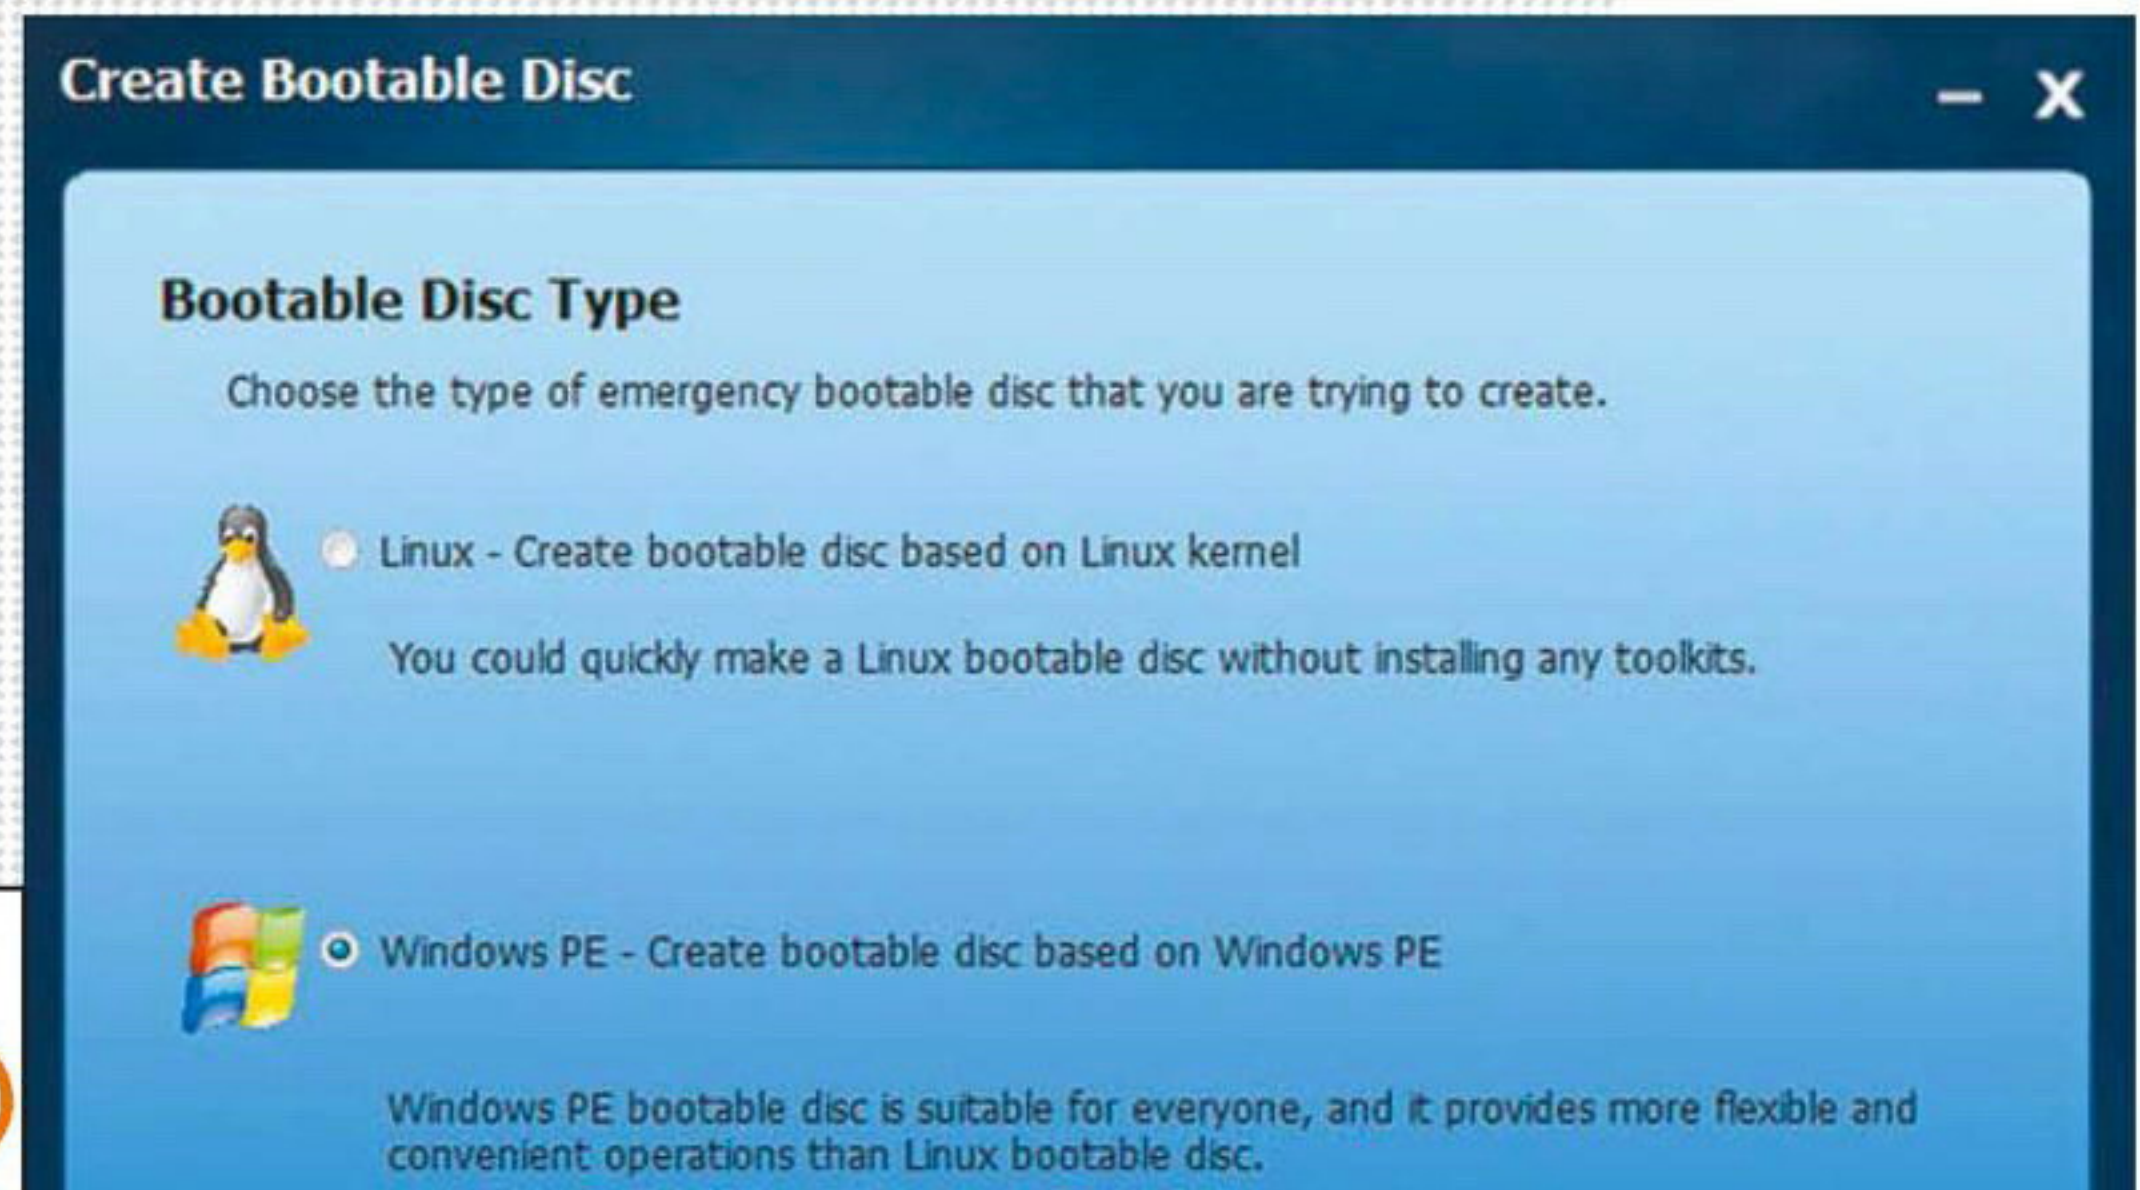 Create Bootable Disc
Bootable Disc Type
Choose the type of emergency bootable disc that you are trying to create.
Linux - Create bootable disc based on Linux kernel
You could quickly make a Linux bootable disc without installing any toolkits.
Windows PE - Create bootable disc based on Windows PE
Windows PE bootable disc is suitable for everyone, and it provides more flexible and
convenient operations than Linux bootable disc.